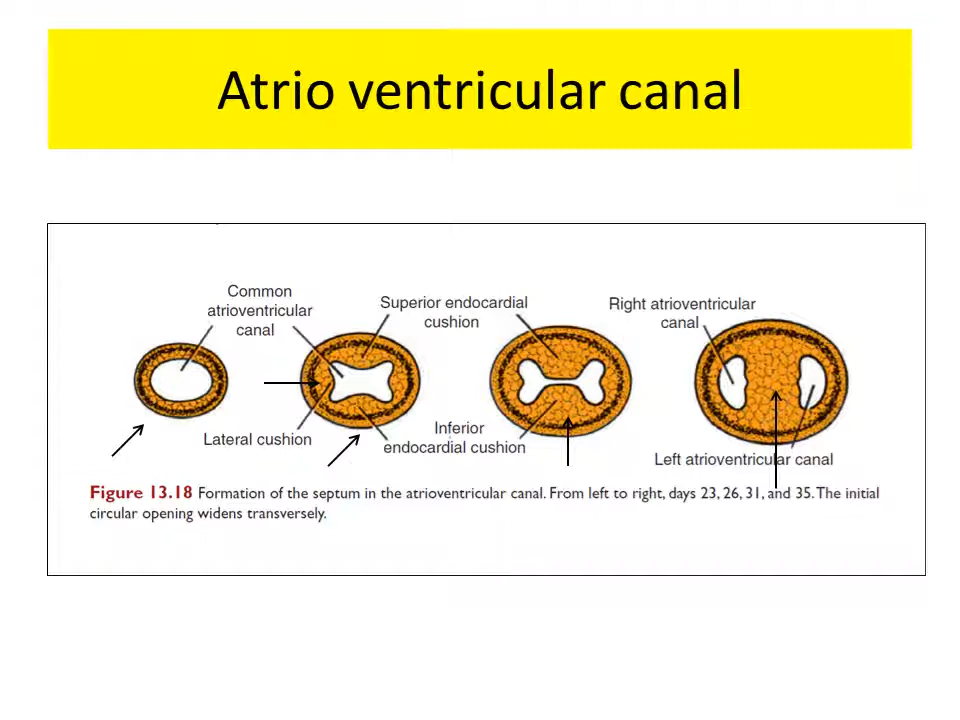 Atrio ventricular canal
Common
atrioventricular
canal
Superior endocardial
cushion
Right atrioventricular
canal
Lateral cushion
Inferior
endocardial cushion
Left atrioventricular canal
Figure 13.18 Formation of the septum in the atrioventricular canal. From left to right, days 23, 26, 31, and 35. The initial
circular opening widens transversely.